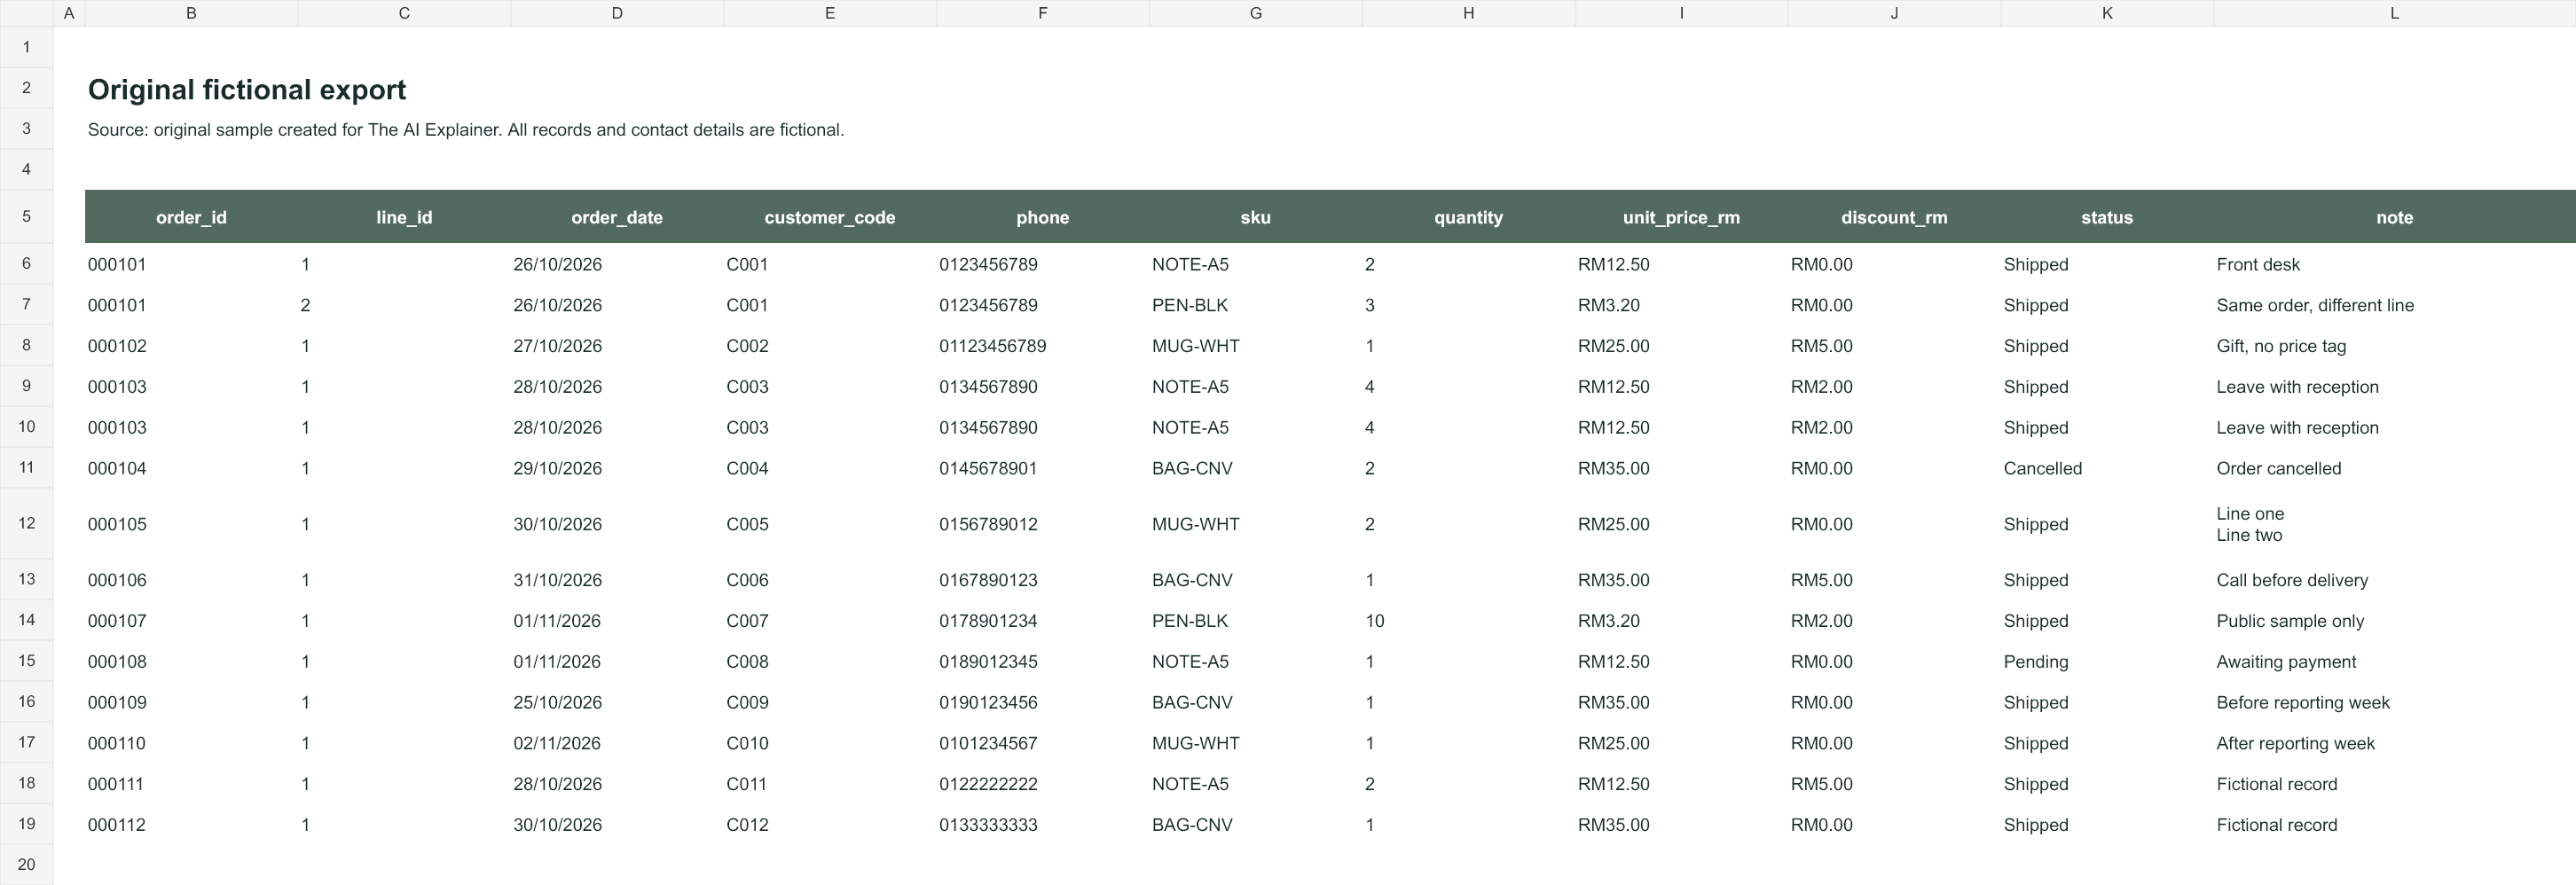 A B C D E F G H I J K L
1
2 Original fictional export
3 Source: original sample created for The AI Explainer. All records and contact details are fictional.
4
5 order_id line_id order_date customer_code phone sku quantity unit_price_rm discount_rm status note
6 000101 1 26/10/2026 C001 0123456789 NOTE-A5 2 RM12.50 RM0.00 Shipped Front desk
7 000101 2 26/10/2026 C001 0123456789 PEN-BLK 3 RM3.20 RM0.00 Shipped Same order, different line
8 000102 1 27/10/2026 C002 01123456789 MUG-WHT 1 RM25.00 RM5.00 Shipped Gift, no price tag
9 000103 1 28/10/2026 C003 0134567890 NOTE-A5 4 RM12.50 RM2.00 Shipped Leave with reception
10 000103 1 28/10/2026 C003 0134567890 NOTE-A5 4 RM12.50 RM2.00 Shipped Leave with reception
11 000104 1 29/10/2026 C004 0145678901 BAG-CNV 2 RM35.00 RM0.00 Cancelled Order cancelled
12 000105 1 30/10/2026 C005 0156789012 MUG-WHT 2 RM25.00 RM0.00 Shipped Line one
Line two
13 000106 1 31/10/2026 C006 0167890123 BAG-CNV 1 RM35.00 RM5.00 Shipped Call before delivery
14 000107 1 01/11/2026 C007 0178901234 PEN-BLK 10 RM3.20 RM2.00 Shipped Public sample only
15 000108 1 01/11/2026 C008 0189012345 NOTE-A5 1 RM12.50 RM0.00 Pending Awaiting payment
16 000109 1 25/10/2026 C009 0190123456 BAG-CNV 1 RM35.00 RM0.00 Shipped Before reporting week
17 000110 1 02/11/2026 C010 0101234567 MUG-WHT 1 RM25.00 RM0.00 Shipped After reporting week
18 000111 1 28/10/2026 C011 0122222222 NOTE-A5 2 RM12.50 RM5.00 Shipped Fictional record
19 000112 1 30/10/2026 C012 0133333333 BAG-CNV 1 RM35.00 RM0.00 Shipped Fictional record
20